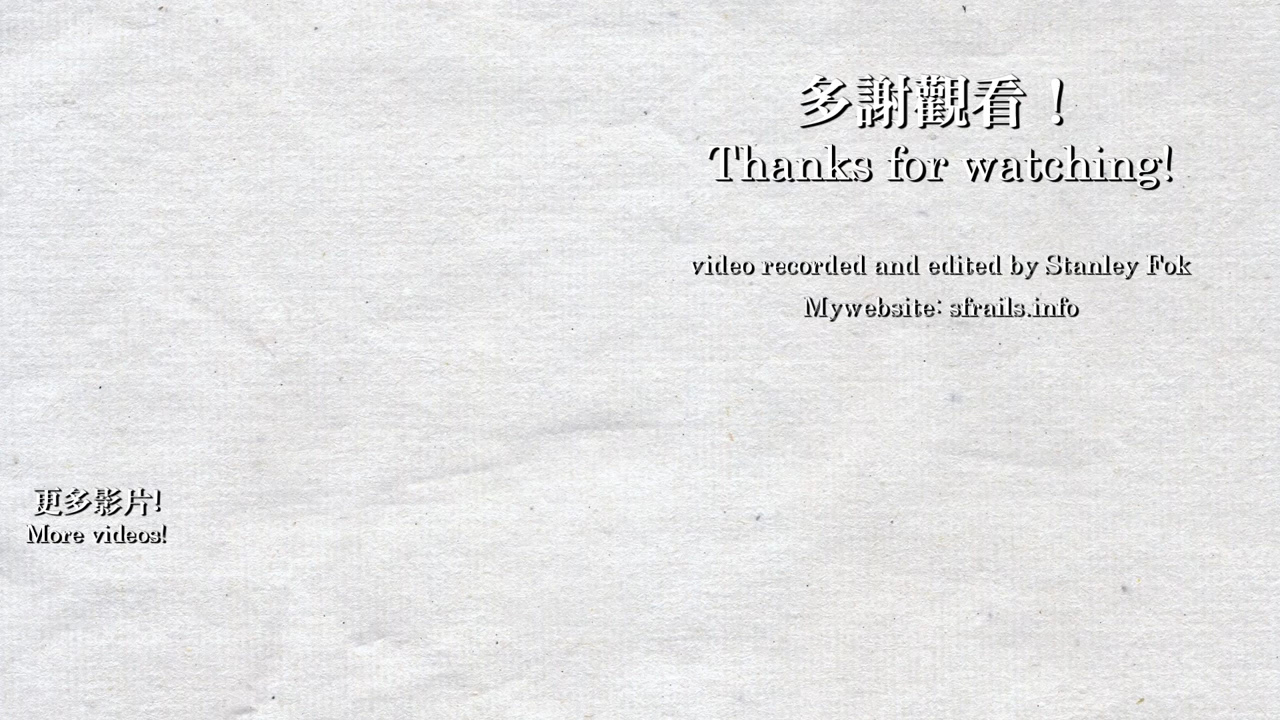 多謝觀看！
Thanks for watching!
video recorded and edited by Stanley Fok
Mywebsite: sfrails.info
更多影片!
More videos!